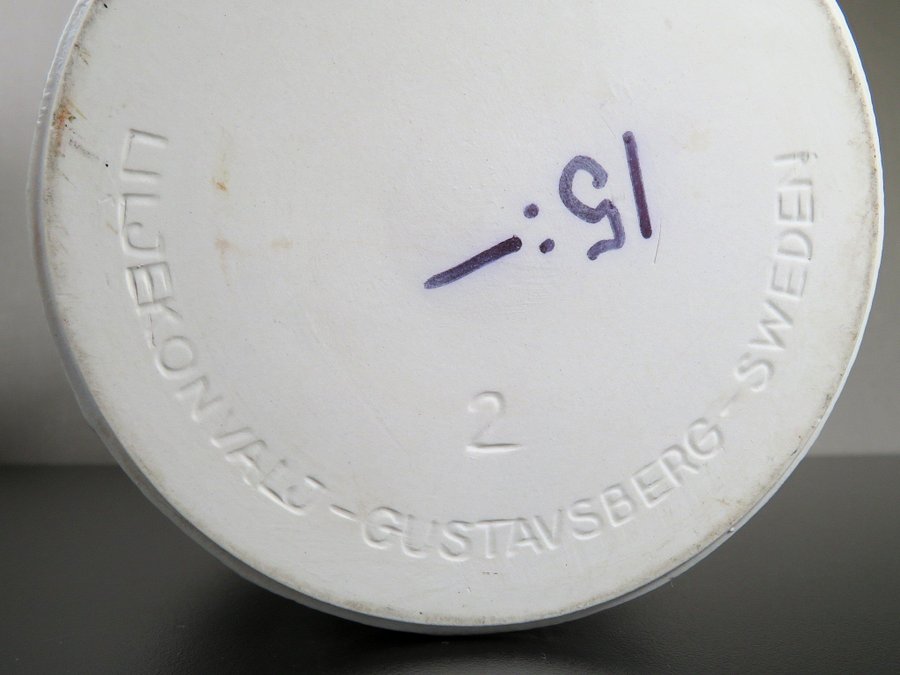 15:-
2
LILJEKONVALJ - GUSTAVSBERG - SWEDEN